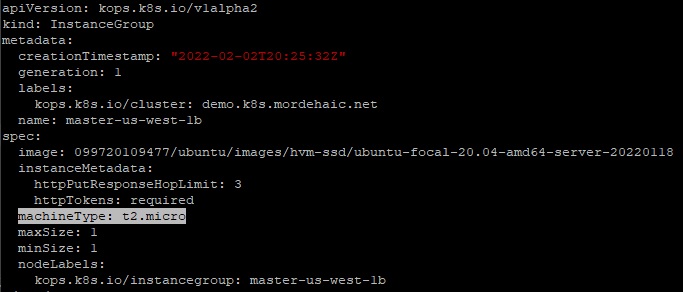 apiVersion: kops.k8s.io/v1alpha2
kind: InstanceGroup
metadata:
  creationTimestamp: "2022-02-02T20:25:32Z"
  generation: 1
  labels:
    kops.k8s.io/cluster: demo.k8s.mordehaic.net
  name: master-us-west-1b
spec:
  image: 099720109477/ubuntu/images/hvm-ssd/ubuntu-focal-20.04-amd64-server-20220118
  instanceMetadata:
    httpPutResponseHopLimit: 3
    httpTokens: required
  machineType: t2.micro
  maxSize: 1
  minSize: 1
  nodeLabels:
    kops.k8s.io/instancegroup: master-us-west-1b